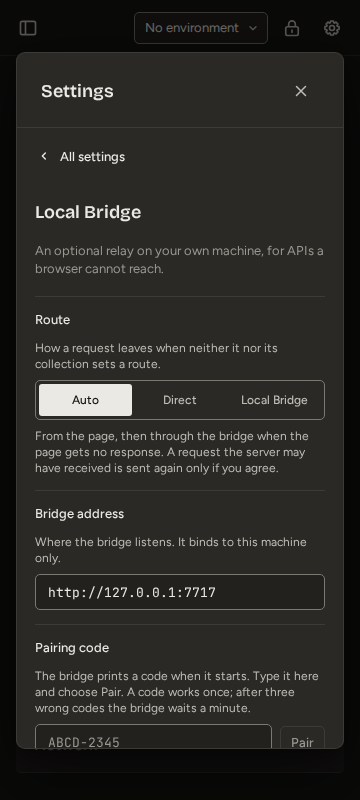 No environment
Settings
All settings
Local Bridge
An optional relay on your own machine, for APIs a
browser cannot reach.
Route
How a request leaves when neither it nor its
collection sets a route.
Auto Direct Local Bridge
From the page, then through the bridge when the
page gets no response. A request the server may
have received is sent again only if you agree.
Bridge address
Where the bridge listens. It binds to this machine
only.
http://127.0.0.1:7717
Pairing code
The bridge prints a code when it starts. Type it here
and choose Pair. A code works once; after three
wrong codes the bridge waits a minute.
ABCD-2345 Pair